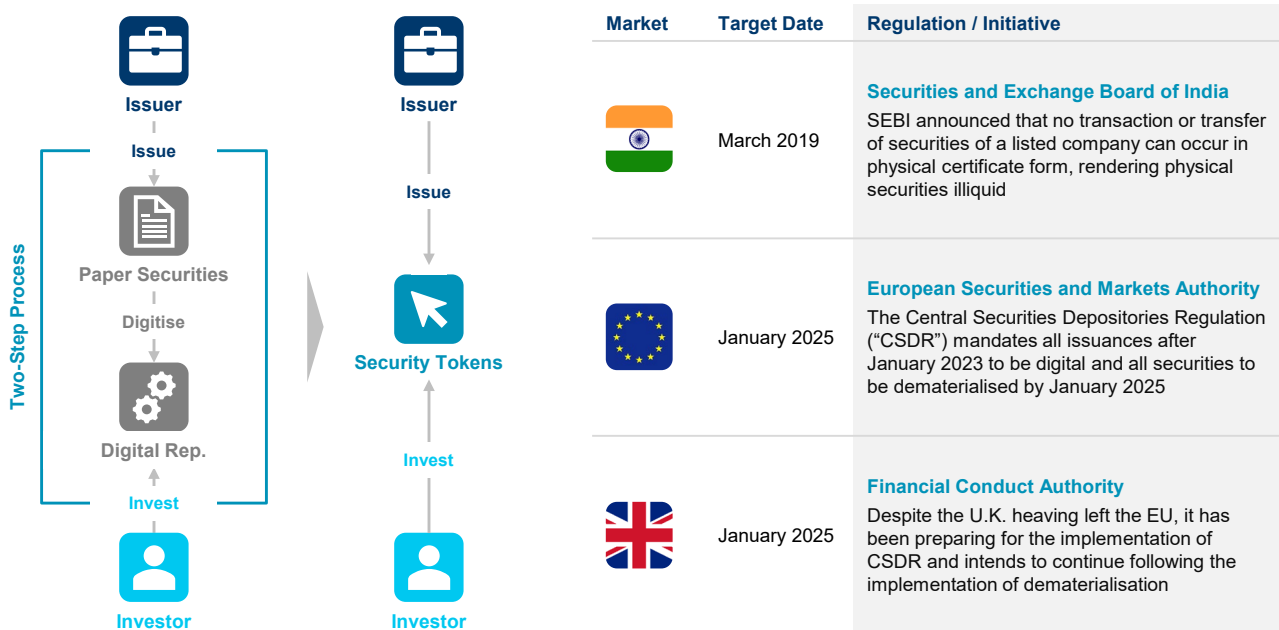 Issuer
Issue
Paper Securities
Digitise
Digital Rep.
Invest
Investor
Two-Step Process
Issuer
Issue
Security Tokens
Invest
Investor
Market Target Date Regulation / Initiative
March 2019
Securities and Exchange Board of India
SEBI announced that no transaction or transfer
of securities of a listed company can occur in
physical certificate form, rendering physical
securities illiquid
January 2025
European Securities and Markets Authority
The Central Securities Depositories Regulation
(“CSDR”) mandates all issuances after
January 2023 to be digital and all securities to
be dematerialised by January 2025
January 2025
Financial Conduct Authority
Despite the U.K. heaving left the EU, it has
been preparing for the implementation of
CSDR and intends to continue following the
implementation of dematerialisation